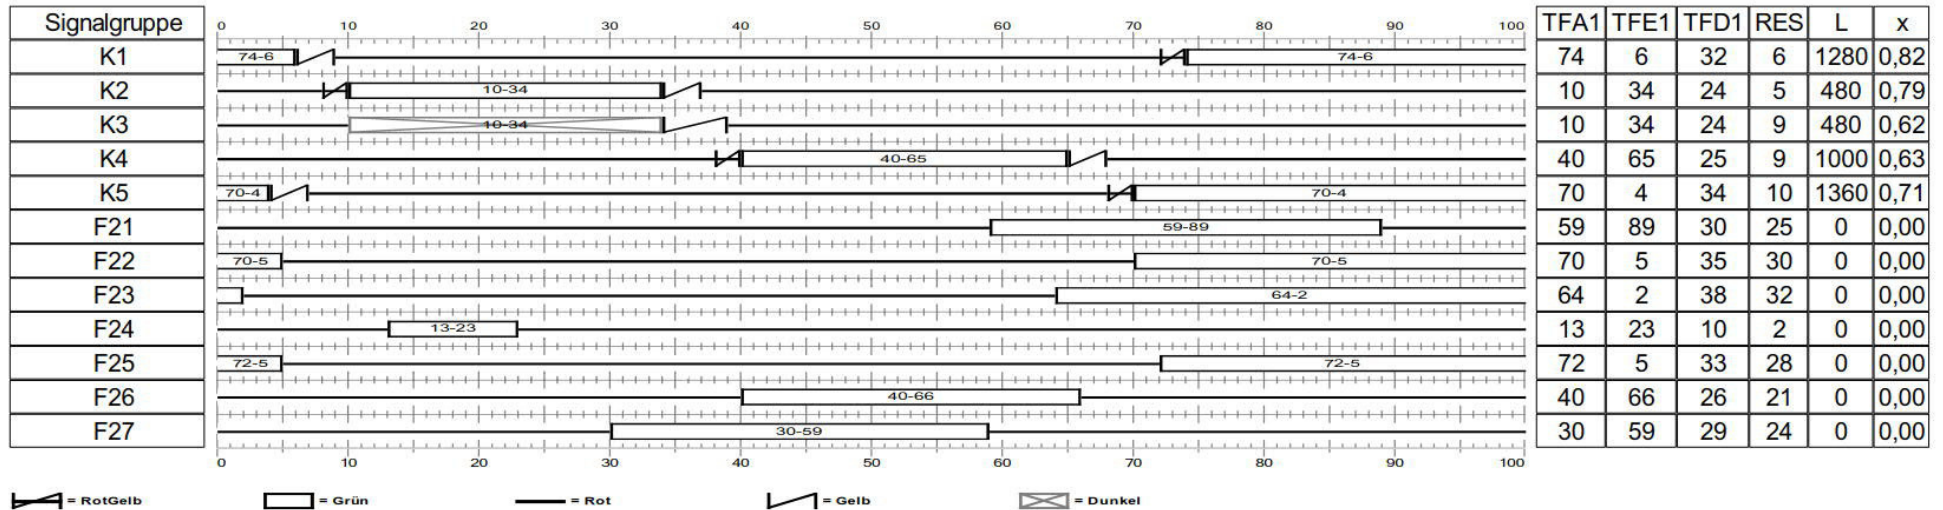 Signalgruppe 0 10 20 30 40 50 60 70 80 90 100 TFA1 TFE1 TFD1 RES L x
K1 74-6 74-6 74 6 32 6 1280 0,82
K2 10-34 10 34 24 5 480 0,79
K3 10-34 10 34 24 9 480 0,62
K4 40-65 40 65 25 9 1000 0,63
K5 70-4 70-4 70 4 34 10 1360 0,71
F21 59-89 59 89 30 25 0 0,00
F22 70-5 70-5 70 5 35 30 0 0,00
F23 64-2 64 2 38 32 0 0,00
F24 13-23 13 23 10 2 0 0,00
F25 72-5 72-5 72 5 33 28 0 0,00
F26 40-66 40 66 26 21 0 0,00
F27 30-59 30 59 29 24 0 0,00
0 10 20 30 40 50 60 70 80 90 100
= RotGelb = Grün = Rot = Gelb = Dunkel